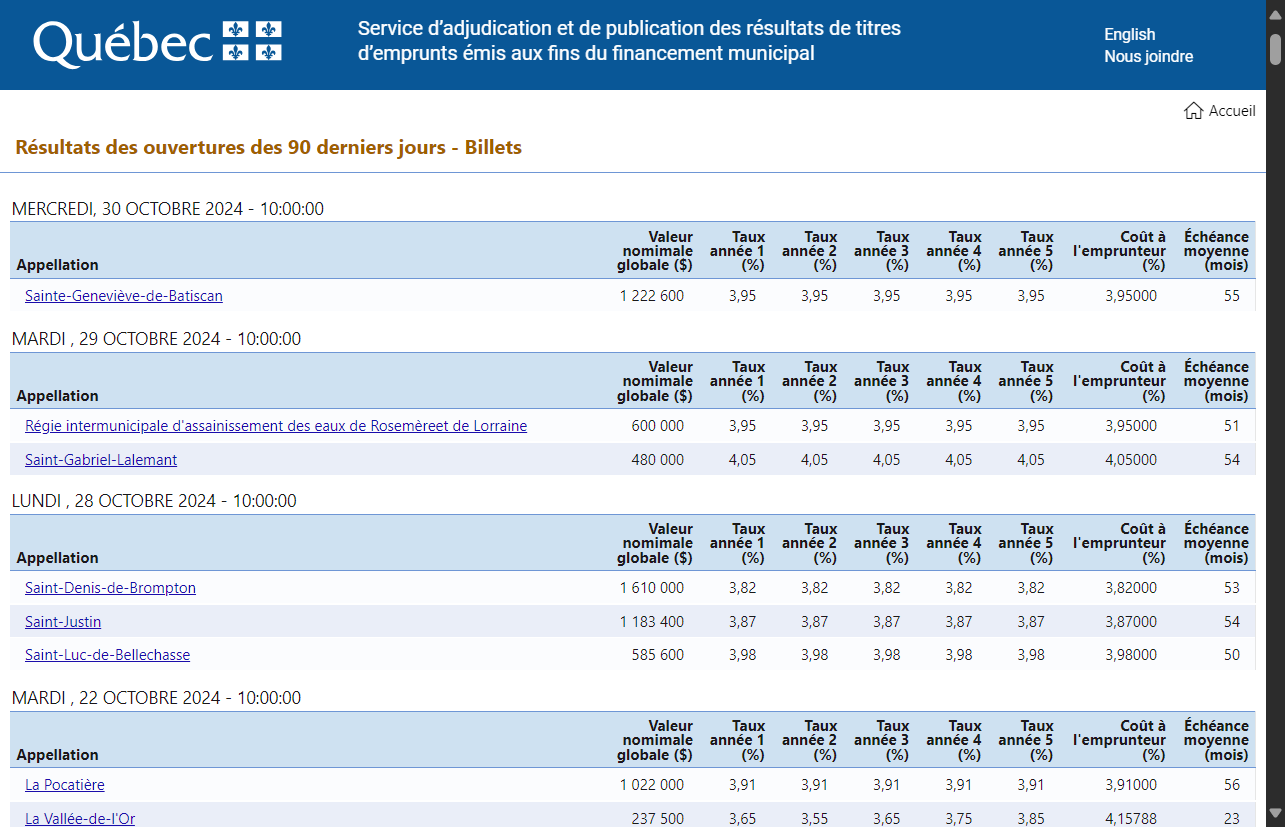 Québec
Service d'adjudication et de publication des résultats de titres
d'emprunts émis aux fins du financement municipal
English
Nous joindre
Accueil
Résultats des ouvertures des 90 derniers jours - Billets
MERCREDI, 30 OCTOBRE 2024 - 10:00:00
Appellation Valeur nomimale globale ($) Taux année 1 (%) Taux année 2 (%) Taux année 3 (%) Taux année 4 (%) Taux année 5 (%) Coût à l'emprunteur (%) Échéance moyenne (mois)
Sainte-Geneviève-de-Batiscan 1 222 600 3,95 3,95 3,95 3,95 3,95 3,95000 55
MARDI , 29 OCTOBRE 2024 - 10:00:00
Appellation Valeur nomimale globale ($) Taux année 1 (%) Taux année 2 (%) Taux année 3 (%) Taux année 4 (%) Taux année 5 (%) Coût à l'emprunteur (%) Échéance moyenne (mois)
Régie intermunicipale d'assainissement des eaux de Rosemèreet de Lorraine 600 000 3,95 3,95 3,95 3,95 3,95 3,95000 51
Saint-Gabriel-Lalemant 480 000 4,05 4,05 4,05 4,05 4,05 4,05000 54
LUNDI , 28 OCTOBRE 2024 - 10:00:00
Appellation Valeur nomimale globale ($) Taux année 1 (%) Taux année 2 (%) Taux année 3 (%) Taux année 4 (%) Taux année 5 (%) Coût à l'emprunteur (%) Échéance moyenne (mois)
Saint-Denis-de-Brompton 1 610 000 3,82 3,82 3,82 3,82 3,82 3,82000 53
Saint-Justin 1 183 400 3,87 3,87 3,87 3,87 3,87 3,87000 54
Saint-Luc-de-Bellechasse 585 600 3,98 3,98 3,98 3,98 3,98 3,98000 50
MARDI , 22 OCTOBRE 2024 - 10:00:00
Appellation Valeur nomimale globale ($) Taux année 1 (%) Taux année 2 (%) Taux année 3 (%) Taux année 4 (%) Taux année 5 (%) Coût à l'emprunteur (%) Échéance moyenne (mois)
La Pocatière 1 022 000 3,91 3,91 3,91 3,91 3,91 3,91000 56
La Vallée-de-l'Or 237 500 3,65 3,55 3,65 3,75 3,85 4,15788 23